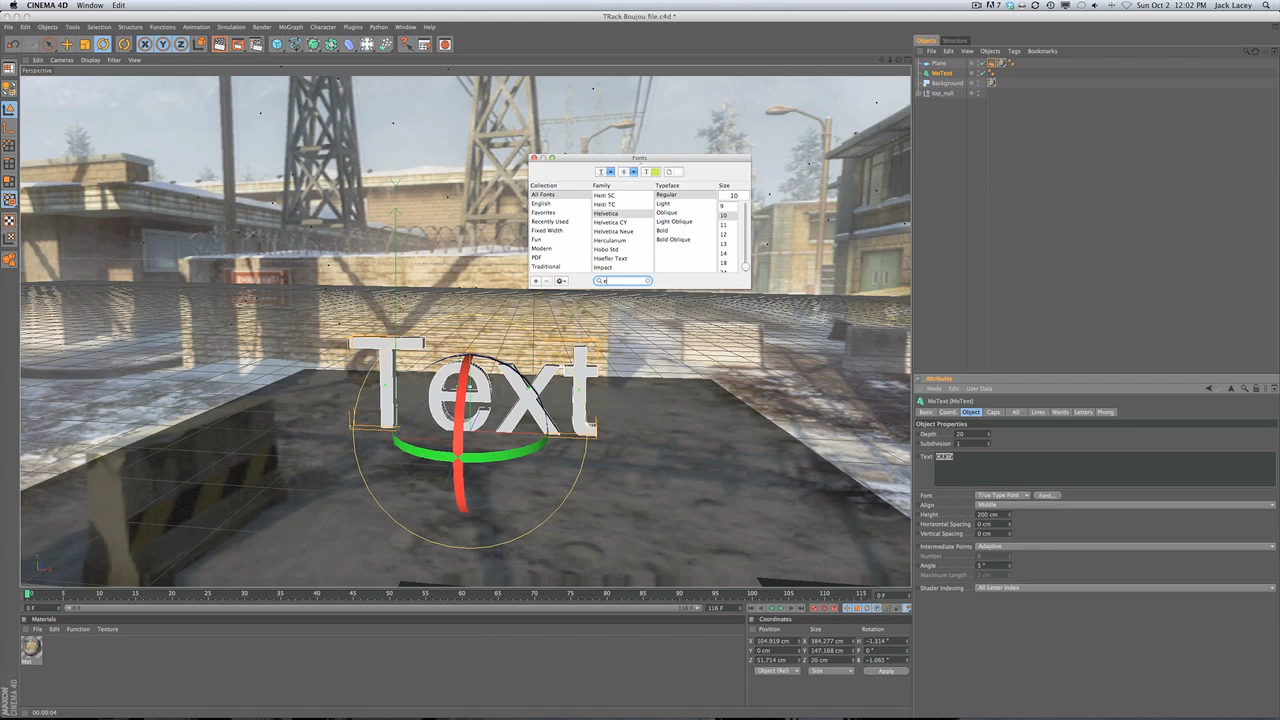 CINEMA 4D Window Edit
7 Sun Oct 2 12:02 PM Jack Lacey
TRack Boujou file.c4d *
File Edit Objects Tools Selection Structure Functions Animation Simulation Render MoGraph Character Plugins Python Window Help
X Y Z
Edit Cameras Display Filter View
Perspective
Fonts
Collection Family Typeface Size
All Fonts Heiti SC Regular 10
English Heiti TC Light 9
Favorites Helvetica Oblique 10
Recently Used Helvetica CY Light Oblique 11
Fixed Width Helvetica Neue Bold 12
Fun Herculanum Bold Oblique 13
Modern Hobo Std 14
PDF Hoefler Text 18
Traditional Impact
e
Text
0 5 10 15 20 25 30 35 40 45 50 55 60 65 70 75 80 85 90 95 100 105 110 115 0 F
0 F 0 F 116 F 116 F
Materials
File Edit Function Texture
Mat
Coordinates
Position Size Rotation
X 104.919 cm X 384.277 cm H -1.314 °
Y 0 cm Y 147.168 cm P 0 °
Z 51.714 cm Z 20 cm B -1.065 °
Object (Rel) Size Apply
MAXON CINEMA 4D
00:00:04
Objects Structure
File Edit View Objects Tags Bookmarks
Plane
MoText
Background
top_null
Attributes
Mode Edit User Data
MoText [MoText]
Basic Coord. Object Caps All Lines Words Letters Phong
Object Properties
Depth 20
Subdivision 1
Text
Font True Type Font Font...
Align Middle
Height 200 cm
Horizontal Spacing 0 cm
Vertical Spacing 0 cm
Intermediate Points Adaptive
Number
Angle 5 °
Maximum Length
Shader Indexing All Letter Index